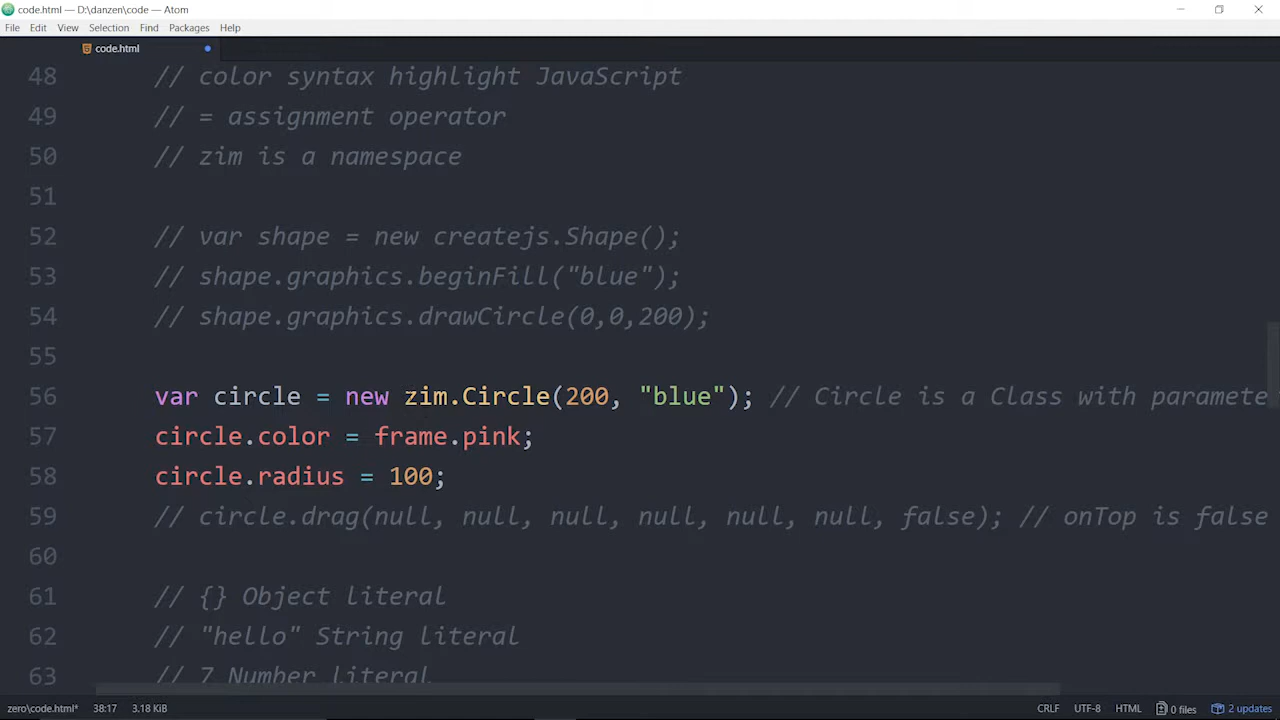 code.html — D:\danzen\code — Atom
File Edit View Selection Find Packages Help
code.html
48 // color syntax highlight JavaScript
49 // = assignment operator
50 // zim is a namespace
51
52 // var shape = new createjs.Shape();
53 // shape.graphics.beginFill("blue");
54 // shape.graphics.drawCircle(0,0,200);
55
56 var circle = new zim.Circle(200, "blue"); // Circle is a Class with paramete
57 circle.color = frame.pink;
58 circle.radius = 100;
59 // circle.drag(null, null, null, null, null, null, false); // onTop is false
60
61 // {} Object literal
62 // "hello" String literal
63 // 7 Number literal
zero\code.html* 38:17 3.18 KiB CRLF UTF-8 HTML 0 files 2 updates